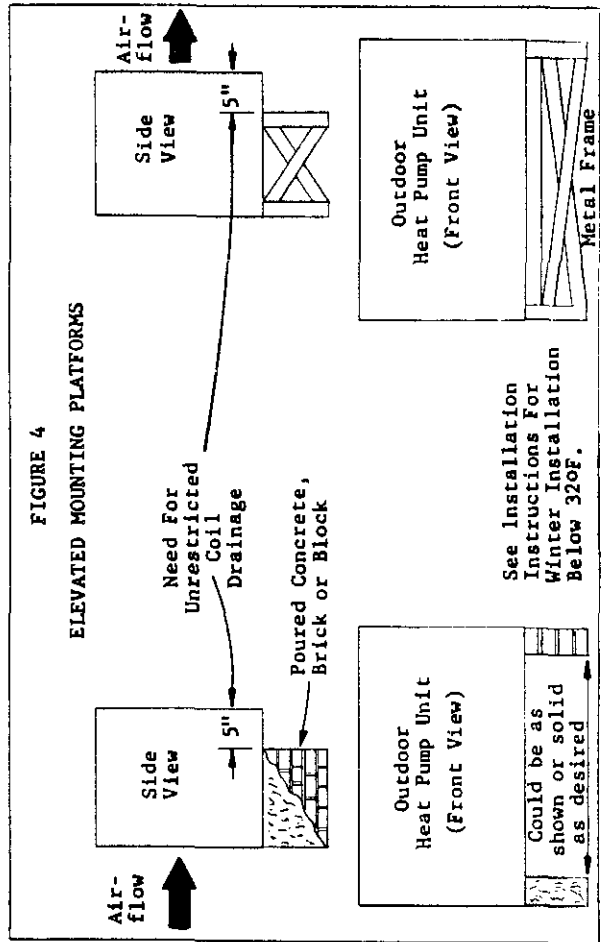 FIGURE 4
ELEVATED MOUNTING PLATFORMS
Air-
flow
Side
View
5"
Need For
Unrestricted
Coil
Drainage
Side
View
5"
Air-
flow
Poured Concrete,
Brick or Block
Outdoor
Heat Pump Unit
(Front View)
Could be as
shown or solid
as desired
See Installation
Instructions For
Winter Installation
Below 32OF.
Outdoor
Heat Pump Unit
(Front View)
Metal Frame